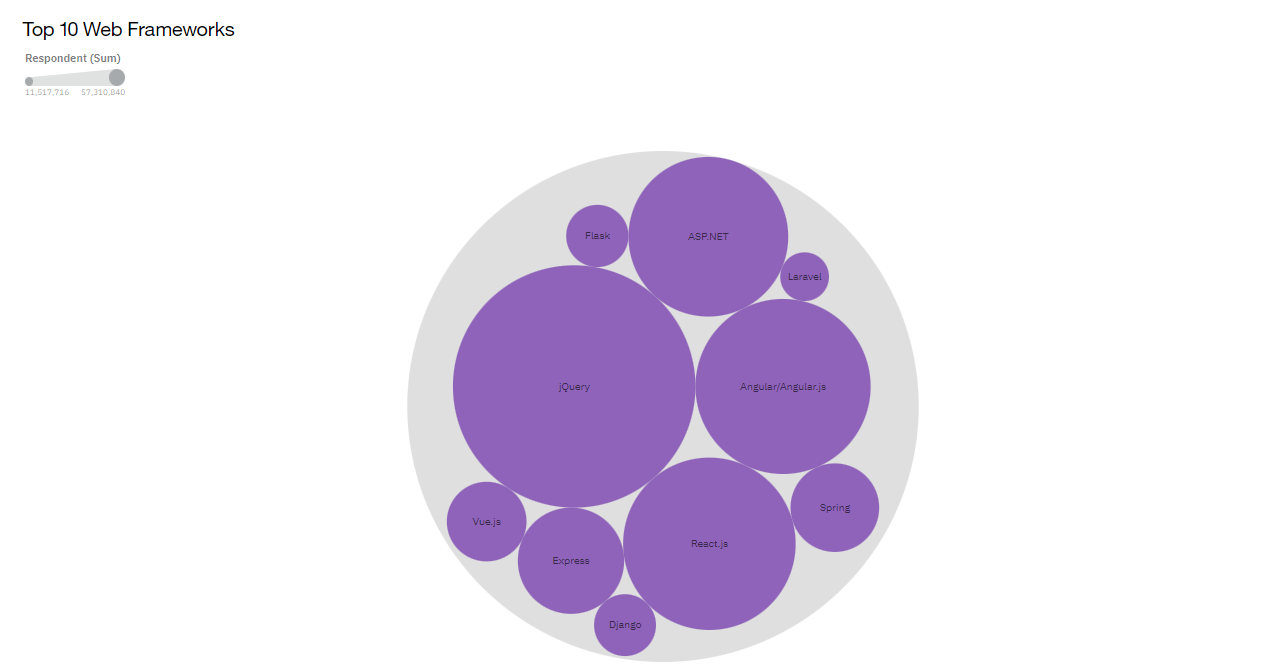 Top 10 Web Frameworks
Respondent (Sum)
11,517,716 57,310,840
Flask
ASP.NET
Laravel
jQuery
Angular/Angular.js
Spring
Vue.js
React.js
Express
Django